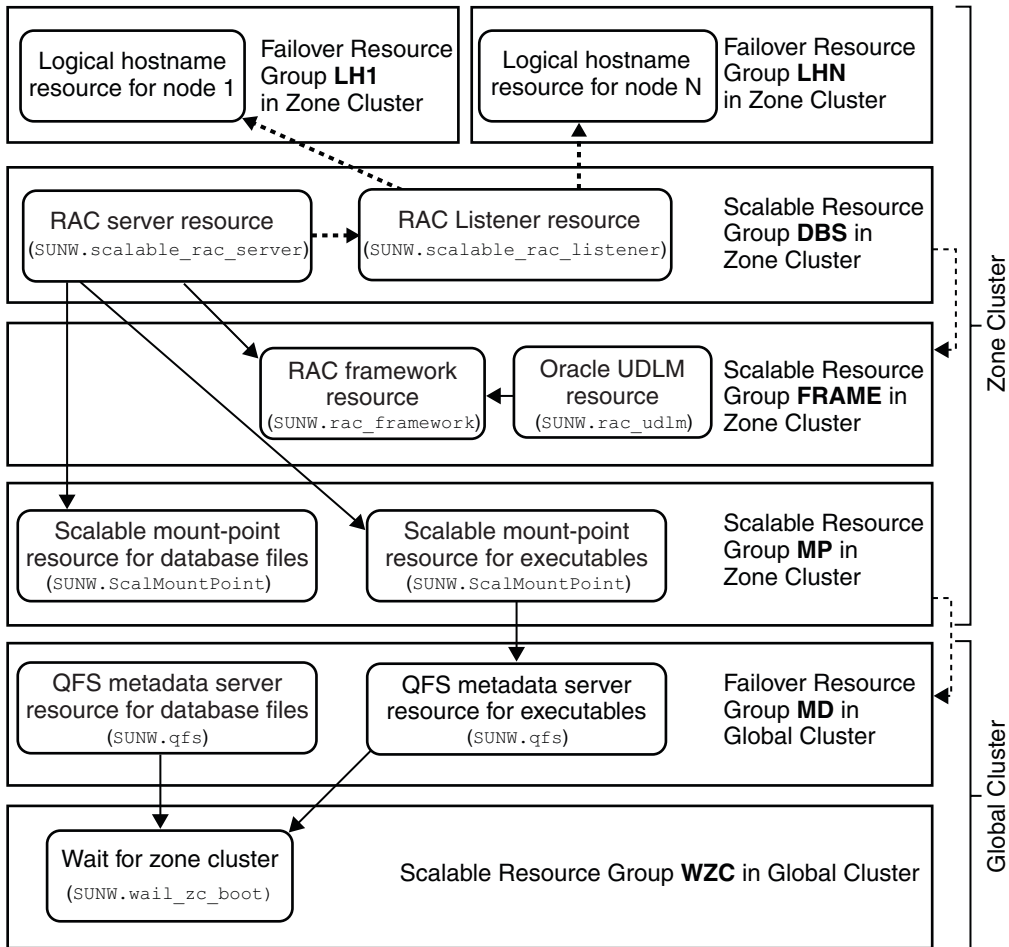 Logical hostname
resource for node 1
Failover Resource
Group LH1
in Zone Cluster
Logical hostname
resource for node N
Failover Resource
Group LHN
in Zone Cluster
RAC server resource
(SUNW.scalable_rac_server)
RAC Listener resource
(SUNW.scalable_rac_listener)
Scalable Resource
Group DBS in
Zone Cluster
RAC framework
resource
(SUNW.rac_framework)
Oracle UDLM
resource
(SUNW.rac_udlm)
Scalable Resource
Group FRAME in
Zone Cluster
Scalable mount-point
resource for database files
(SUNW.ScalMountPoint)
Scalable mount-point
resource for executables
(SUNW.ScalMountPoint)
Scalable Resource
Group MP in
Zone Cluster
Zone Cluster
QFS metadata server
resource for database files
(SUNW.qfs)
QFS metadata server
resource for executables
(SUNW.qfs)
Failover Resource
Group MD in
Global Cluster
Wait for zone cluster
(SUNW.wail_zc_boot)
Scalable Resource Group WZC in Global Cluster
Global Cluster